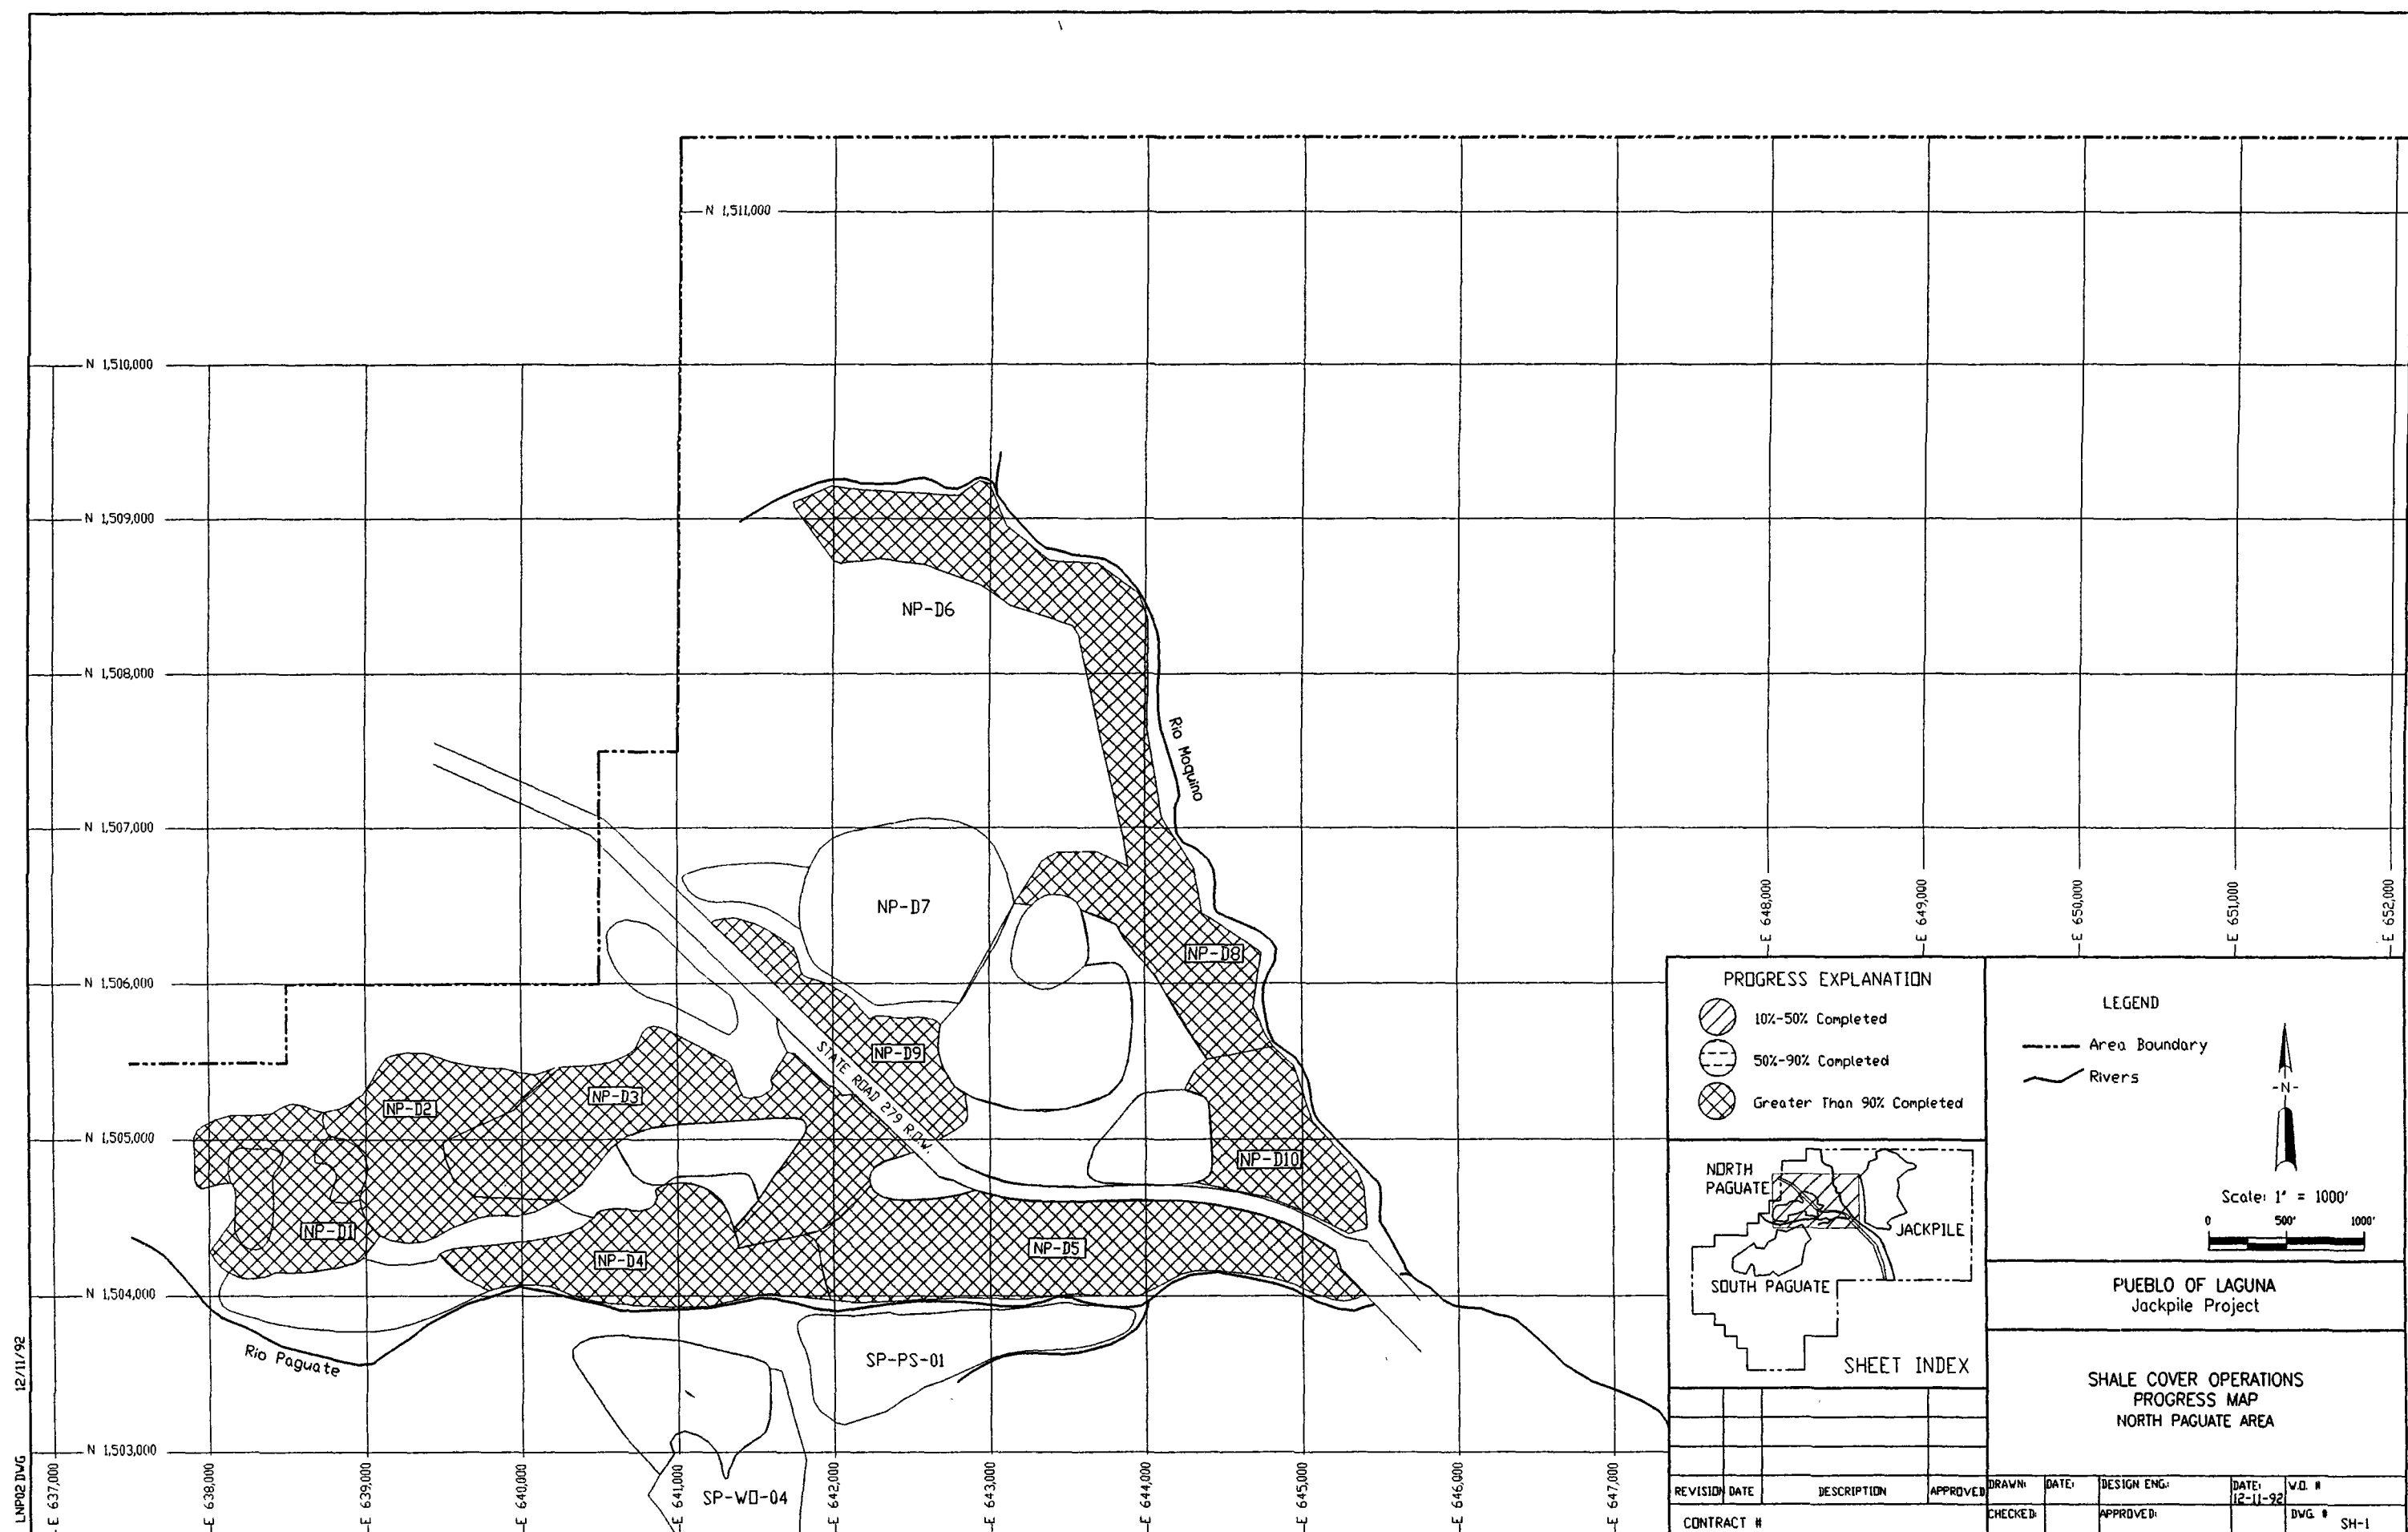 N 1,511,000
N 1,510,000
N 1,509,000
NP-D6
N 1,508,000
Rio Moquino
N 1,507,000
NP-D7
NP-D8
N 1,506,000
STATE ROAD 279 R.O.W.
NP-D9
NP-D3
NP-D2
N 1,505,000
NP-D10
NP-D1
NP-D4
NP-D5
N 1,504,000
Rio Paguate
SP-PS-01
N 1,503,000
SP-WO-04
E 637,000
E 638,000
E 639,000
E 640,000
E 641,000
E 642,000
E 643,000
E 644,000
E 645,000
E 646,000
E 647,000
E 648,000
E 649,000
E 650,000
E 651,000
E 652,000
LNP02.DWG 12/11/92
PROGRESS EXPLANATION
10%-50% Completed
50%-90% Completed
Greater Than 90% Completed
LEGEND
Area Boundary
Rivers
-N-
Scale: 1" = 1000'
0 500' 1000'
NORTH
PAGUATE
JACKPILE
SOUTH PAGUATE
SHEET INDEX
PUEBLO OF LAGUNA
Jackpile Project
SHALE COVER OPERATIONS
PROGRESS MAP
NORTH PAGUATE AREA
REVISION DATE DESCRIPTION APPROVED
CONTRACT #
DRAWN: DATE: DESIGN ENG.: DATE: W.O. #
12-11-92
CHECKED: APPROVED: DWG. # SH-1